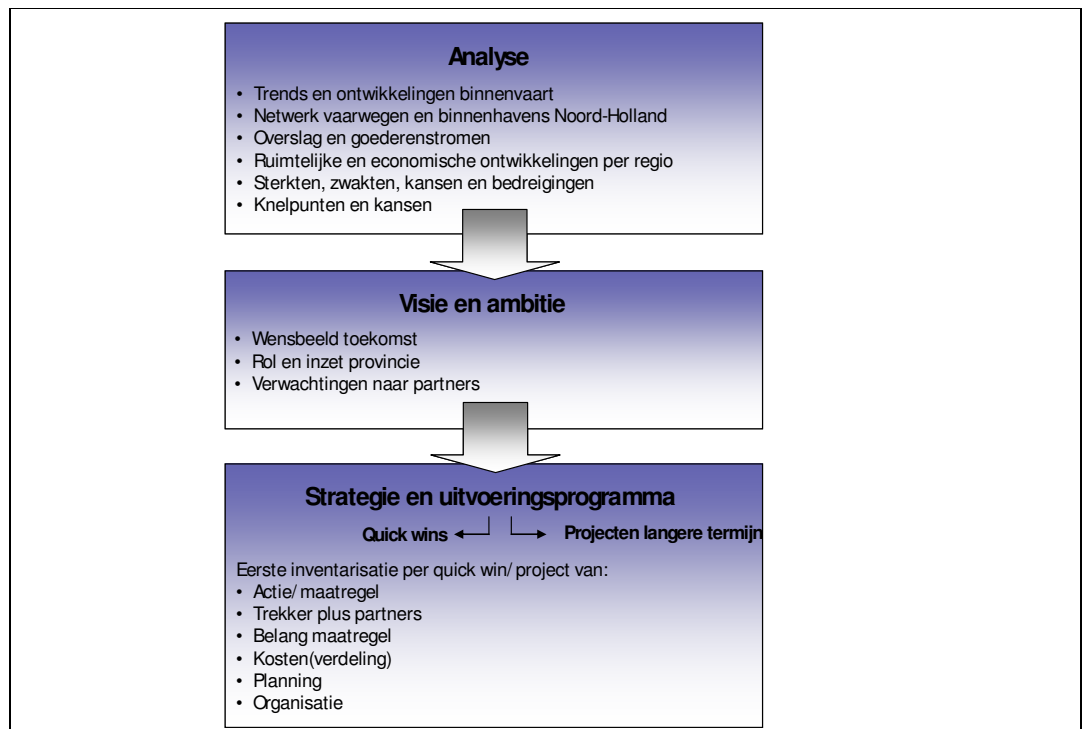 Analyse
• Trends en ontwikkelingen binnenvaart
• Netwerk vaarwegen en binnenhavens Noord-Holland
• Overslag en goederenstromen
• Ruimtelijke en economische ontwikkelingen per regio
• Sterkten, zwakten, kansen en bedreigingen
• Knelpunten en kansen
Visie en ambitie
• Wensbeeld toekomst
• Rol en inzet provincie
• Verwachtingen naar partners
Strategie en uitvoeringsprogramma
Quick wins Projecten langere termijn
Eerste inventarisatie per quick win/ project van:
• Actie/ maatregel
• Trekker plus partners
• Belang maatregel
• Kosten(verdeling)
• Planning
• Organisatie